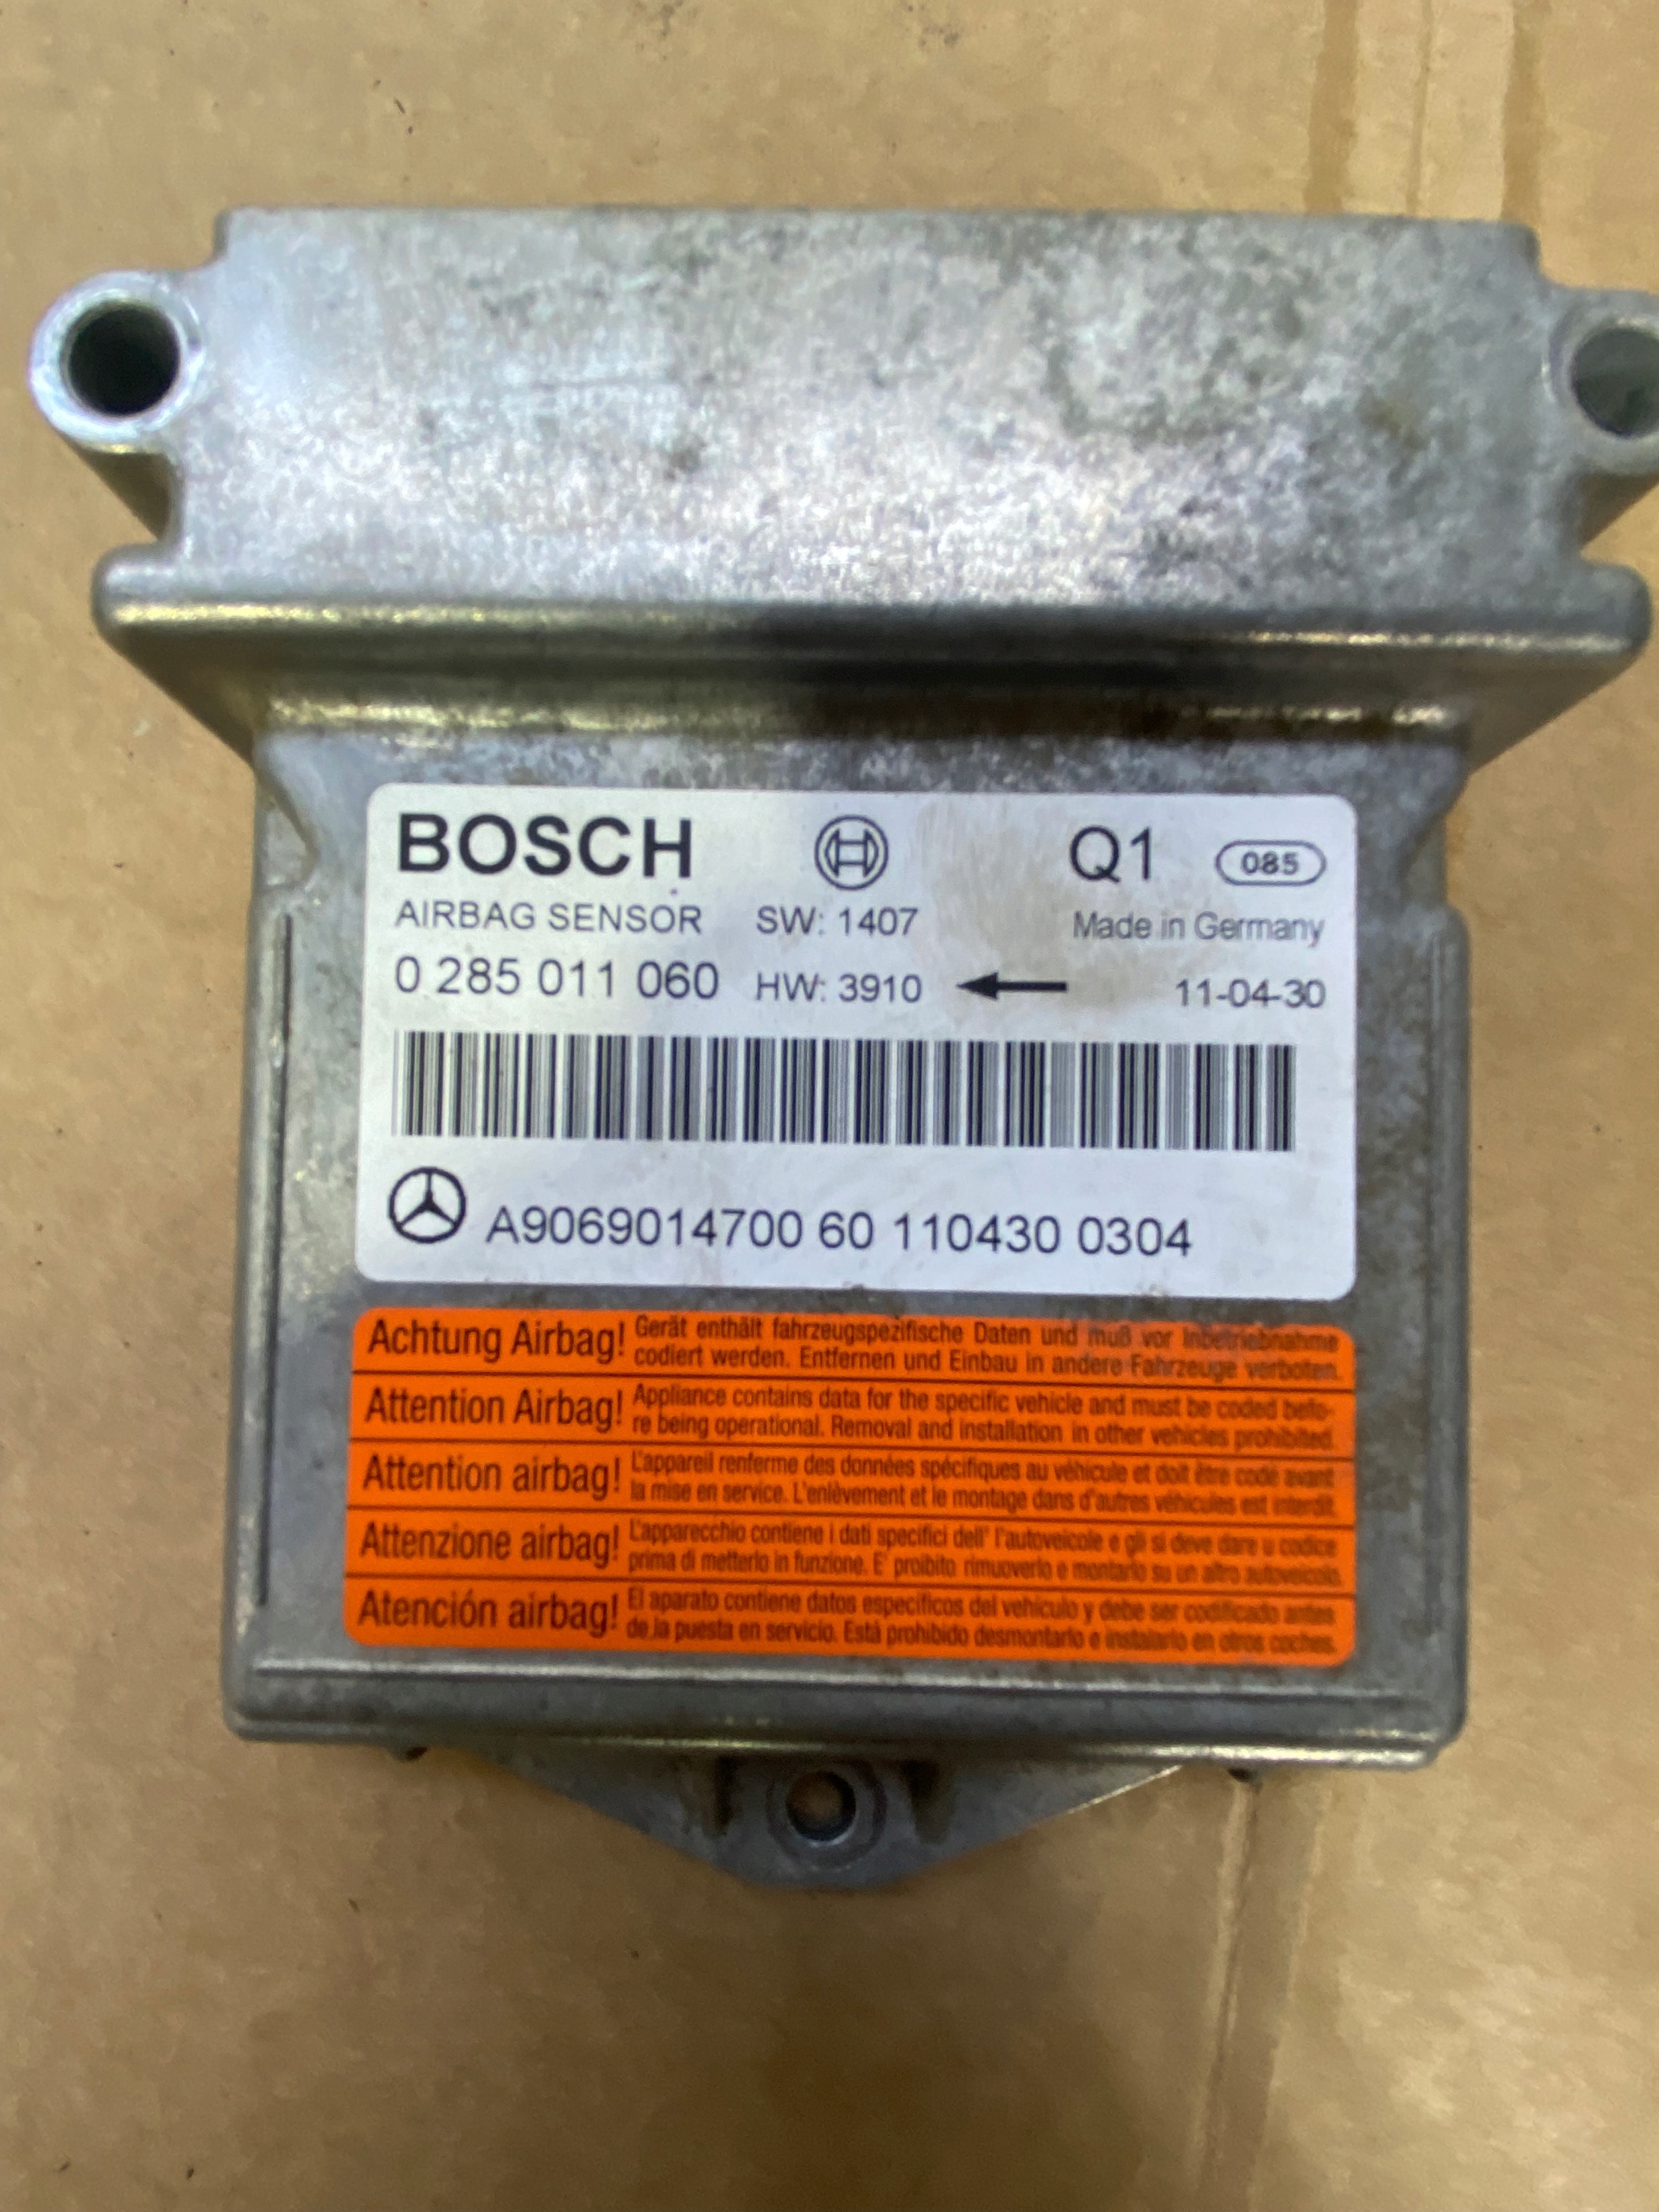 BOSCH Q1 085
AIRBAG SENSOR SW: 1407 Made in Germany
0 285 011 060 HW: 3910 11-04-30
A9069014700 60 110430 0304
Achtung Airbag! Gerät enthält fahrzeugspezifische Daten und muß vor Inbetriebnahme
codiert werden. Entfernen und Einbau in andere Fahrzeuge verboten.
Attention Airbag! Appliance contains data for the specific vehicle and must be coded befo-
re being operational. Removal and installation in other vehicles prohibited.
Attention airbag! L'appareil renferme des données spécifiques au véhicule et doit être codé avant
la mise en service. L'enlèvement et le montage dans d'autres véhicules est interdit.
Attenzione airbag! L'apparecchio contiene i dati specifici dell' l'autoveicole e gli si deve dare u codice
prima di metterlo in funzione. E' proibito rimuoverlo e montarlo su un altro autoveicolo.
Atención airbag! El aparato contiene datos especificos del vehiculo y debe ser codificado antes
de la puesta en servicio. Está prohibido desmontarlo e instalarlo en otros coches.